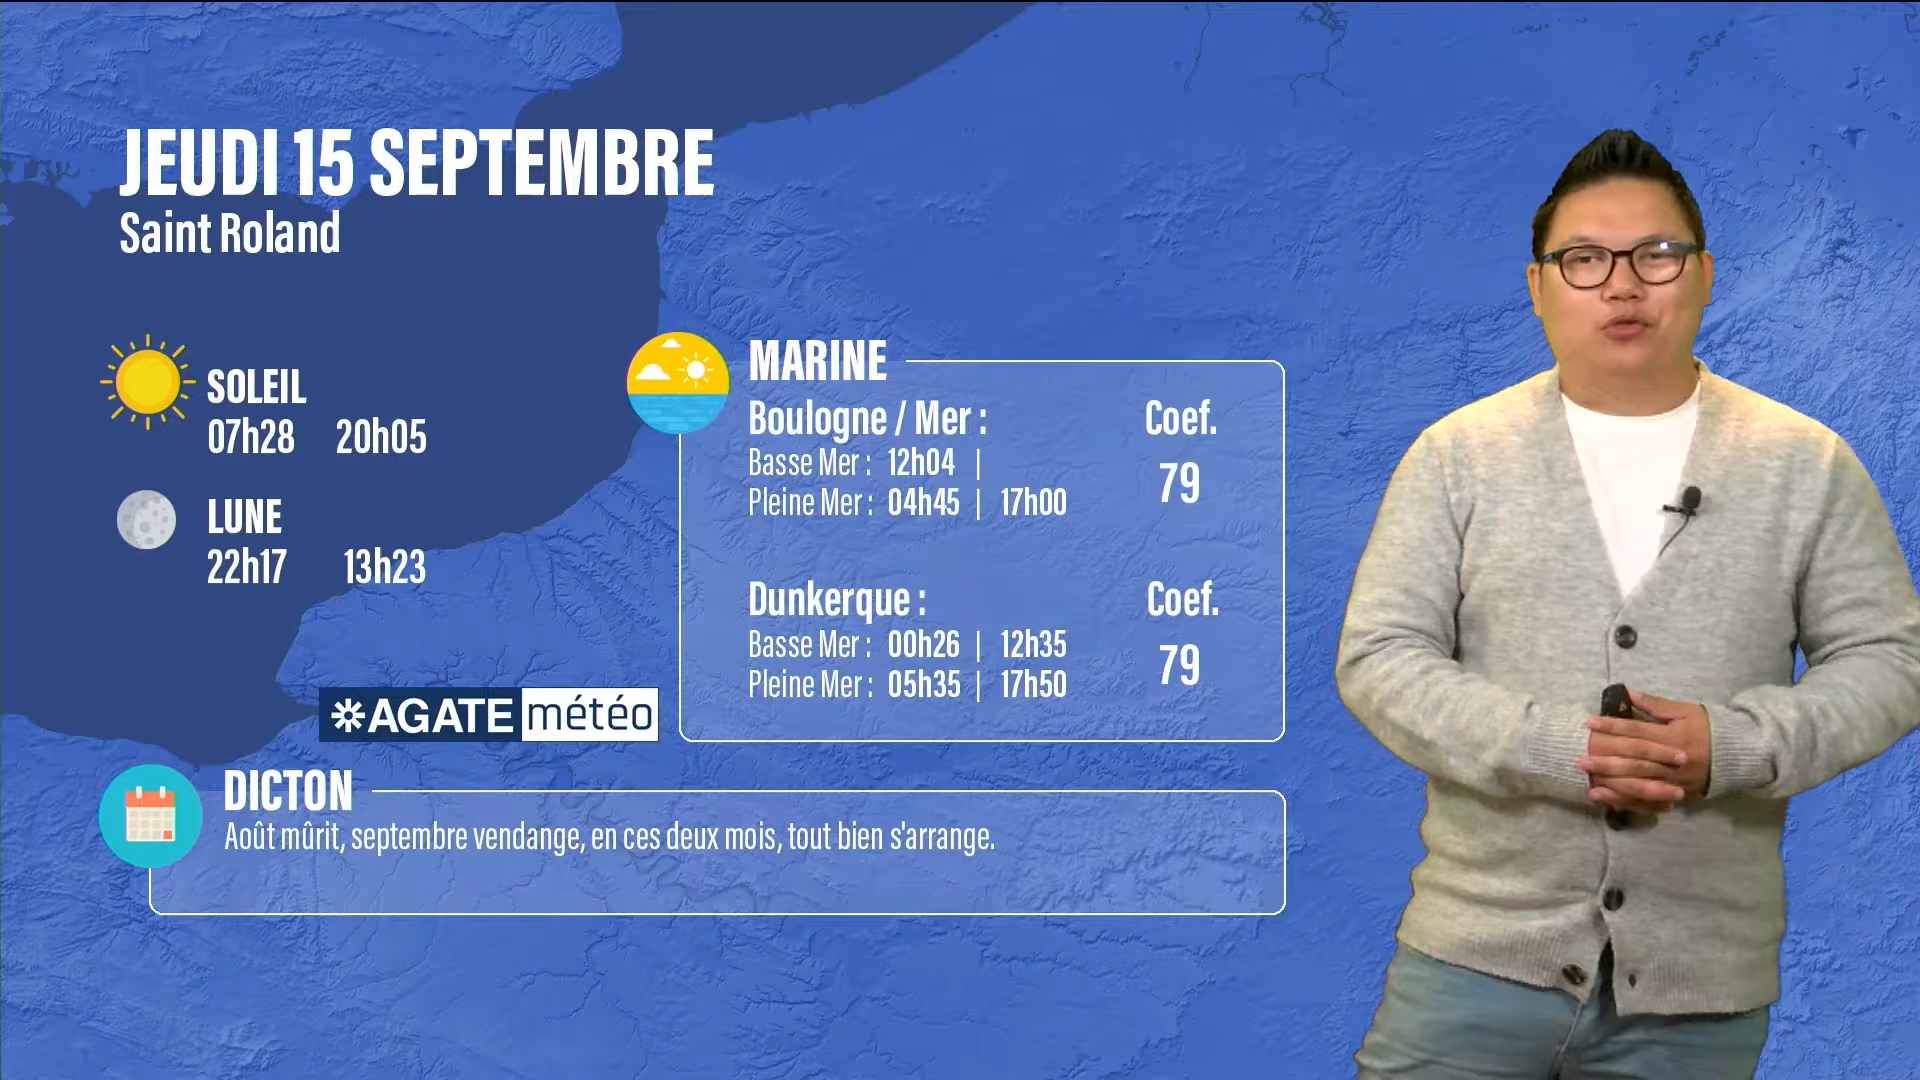 JEUDI 15 SEPTEMBRE
Saint Roland
SOLEIL
07h28 20h05
LUNE
22h17 13h23
MARINE
Boulogne / Mer : Coef.
Basse Mer : 12h04 |
79
Pleine Mer : 04h45 | 17h00
Dunkerque : Coef.
Basse Mer : 00h26 | 12h35
79
Pleine Mer : 05h35 | 17h50
AGATE météo
DICTON
Août mûrit, septembre vendange, en ces deux mois, tout bien s'arrange.